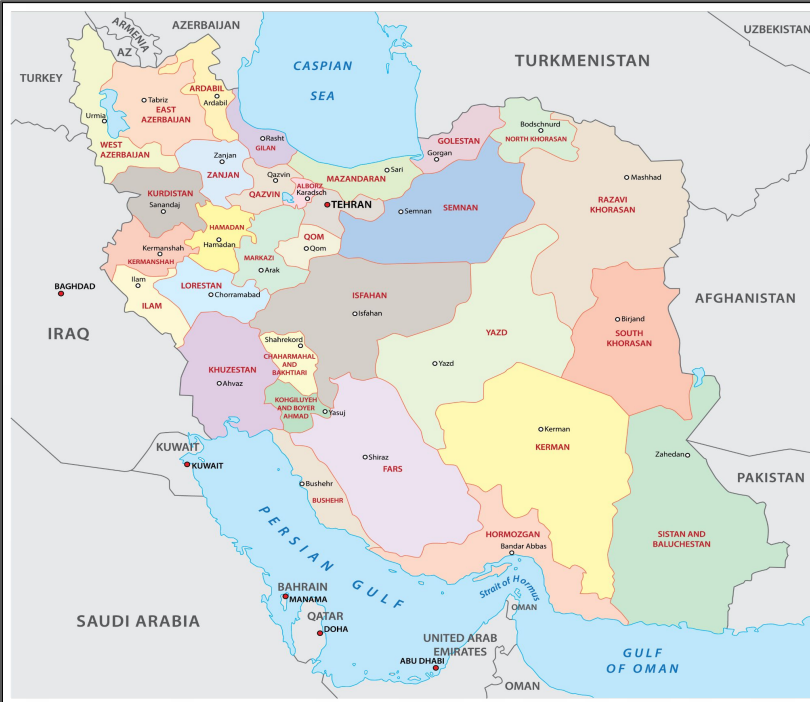 AZERBAIJAN
UZBEKISTAN
ARMENIA
AZ
TURKEY
CASPIAN
SEA
TURKMENISTAN
ARDABIL
Ardabil
Tabriz
EAST
AZERBAIJAN
Urmia
WEST
AZERBAIJAN
Rasht
GILAN
Zanjan
ZANJAN
Qazvin
QAZVIN
ALBORZ
Karadsch
TEHRAN
MAZANDARAN
Sari
GOLESTAN
Gorgan
Bodschnurd
NORTH KHORASAN
Mashhad
RAZAVI
KHORASAN
KURDISTAN
Sanandaj
HAMADAN
Hamadan
SEMNAN
Semnan
QOM
Qom
MARKAZI
Arak
Kermanshah
KERMANSHAH
Ilam
ILAM
LORESTAN
Chorramabad
ISFAHAN
Isfahan
BAGHDAD
IRAQ
AFGHANISTAN
Birjand
SOUTH
KHORASAN
YAZD
Yazd
Shahrekord
CHAHARMAHAL
AND
BAKHTIARI
KHUZESTAN
Ahvaz
KOHGILUYEH
AND BOYER
AHMAD
Yasuj
Kerman
KERMAN
KUWAIT
KUWAIT
Shiraz
FARS
Zahedan
PAKISTAN
Bushehr
BUSHEHR
PERSIAN GULF
HORMOZGAN
Bandar Abbas
SISTAN AND
BALUCHESTAN
Strait of Hormus
BAHRAIN
MANAMA
OMAN
QATAR
DOHA
SAUDI ARABIA
UNITED ARAB
EMIRATES
ABU DHABI
GULF
OF OMAN
OMAN